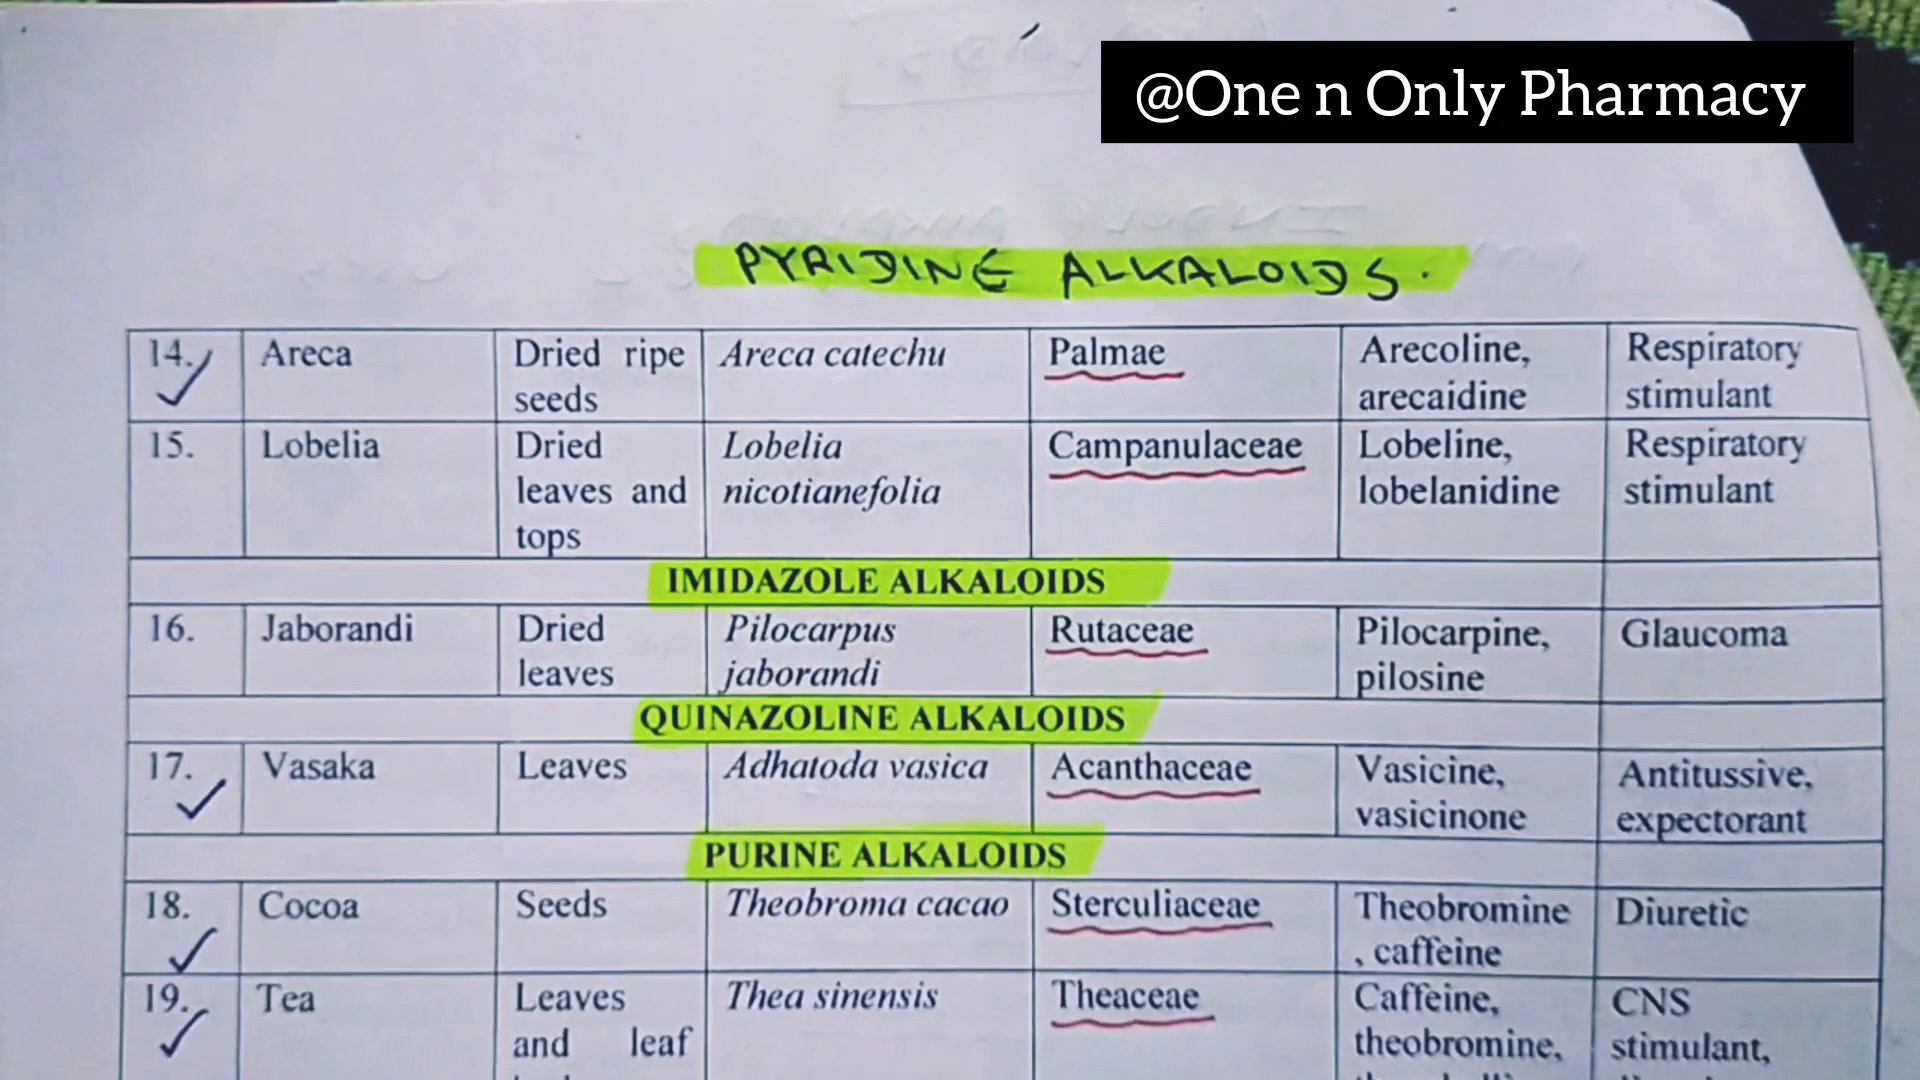 @One n Only Pharmacy
PYRIDINE ALKALOIDS.
14. Areca Dried ripe Areca catechu Palmae Arecoline, Respiratory
seeds arecaidine stimulant
15. Lobelia Dried Lobelia Campanulaceae Lobeline, Respiratory
leaves and nicotianefolia lobelanidine stimulant
tops
IMIDAZOLE ALKALOIDS
16. Jaborandi Dried Pilocarpus Rutaceae Pilocarpine, Glaucoma
leaves jaborandi pilosine
QUINAZOLINE ALKALOIDS
17. Vasaka Leaves Adhatoda vasica Acanthaceae Vasicine, Antitussive,
vasicinone expectorant
PURINE ALKALOIDS
18. Cocoa Seeds Theobroma cacao Sterculiaceae Theobromine Diuretic
, caffeine
19. Tea Leaves Thea sinensis Theaceae Caffeine, CNS
and leaf theobromine, stimulant,